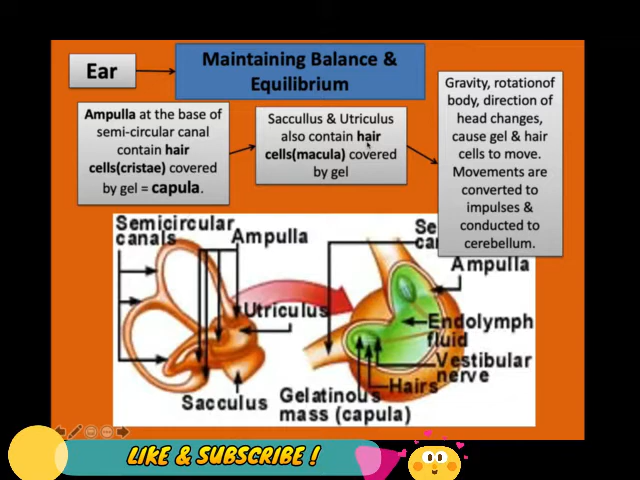 Ear
Maintaining Balance &
Equilibrium
Ampulla at the base of
semi-circular canal
contain hair
cells(cristae) covered
by gel = capula.
Saccullus & Utriculus
also contain hair
cells(macula) covered
by gel
Gravity, rotationof
body, direction of
head changes,
cause gel & hair
cells to move.
Movements are
converted to
impulses &
conducted to
cerebellum.
Semicircular
canals
Ampulla
Utriculus
Sacculus
Se
Ampulla
Endolymph
fluid
Vestibular
nerve
Hairs
Gelatinous
mass (capula)
LIKE & SUBSCRIBE !